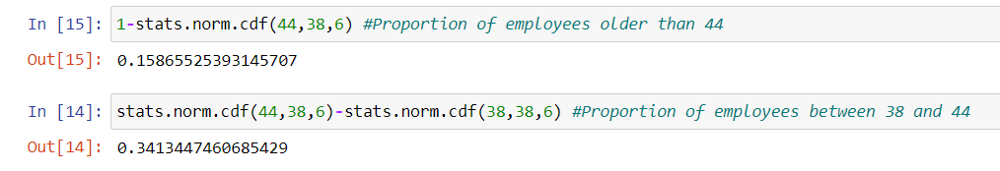 In [15]: 1-stats.norm.cdf(44,38,6) #Proportion of employees older than 44
Out[15]: 0.15865525393145707
In [14]: stats.norm.cdf(44,38,6)-stats.norm.cdf(38,38,6) #Proportion of employees between 38 and 44
Out[14]: 0.3413447460685429